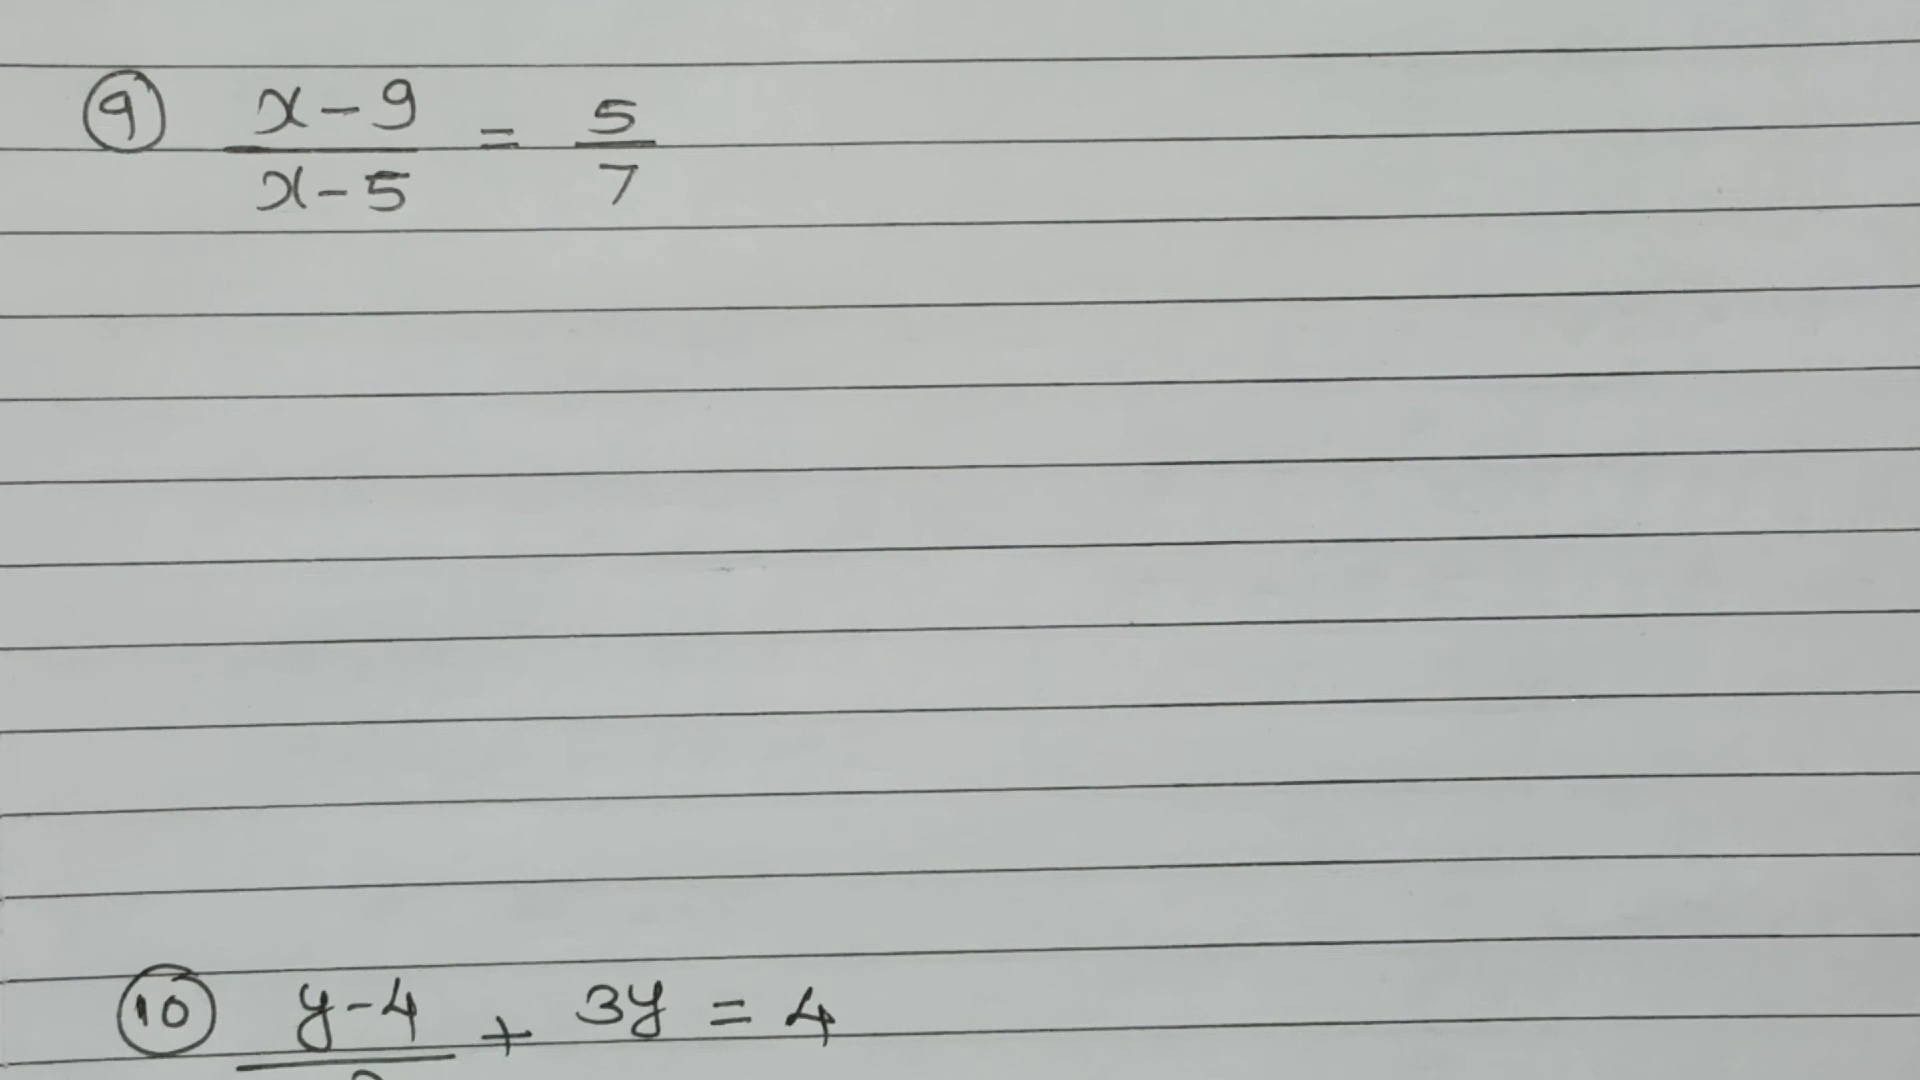 9 x-9/x-5 = 5/7
10 y-4 + 3y = 4